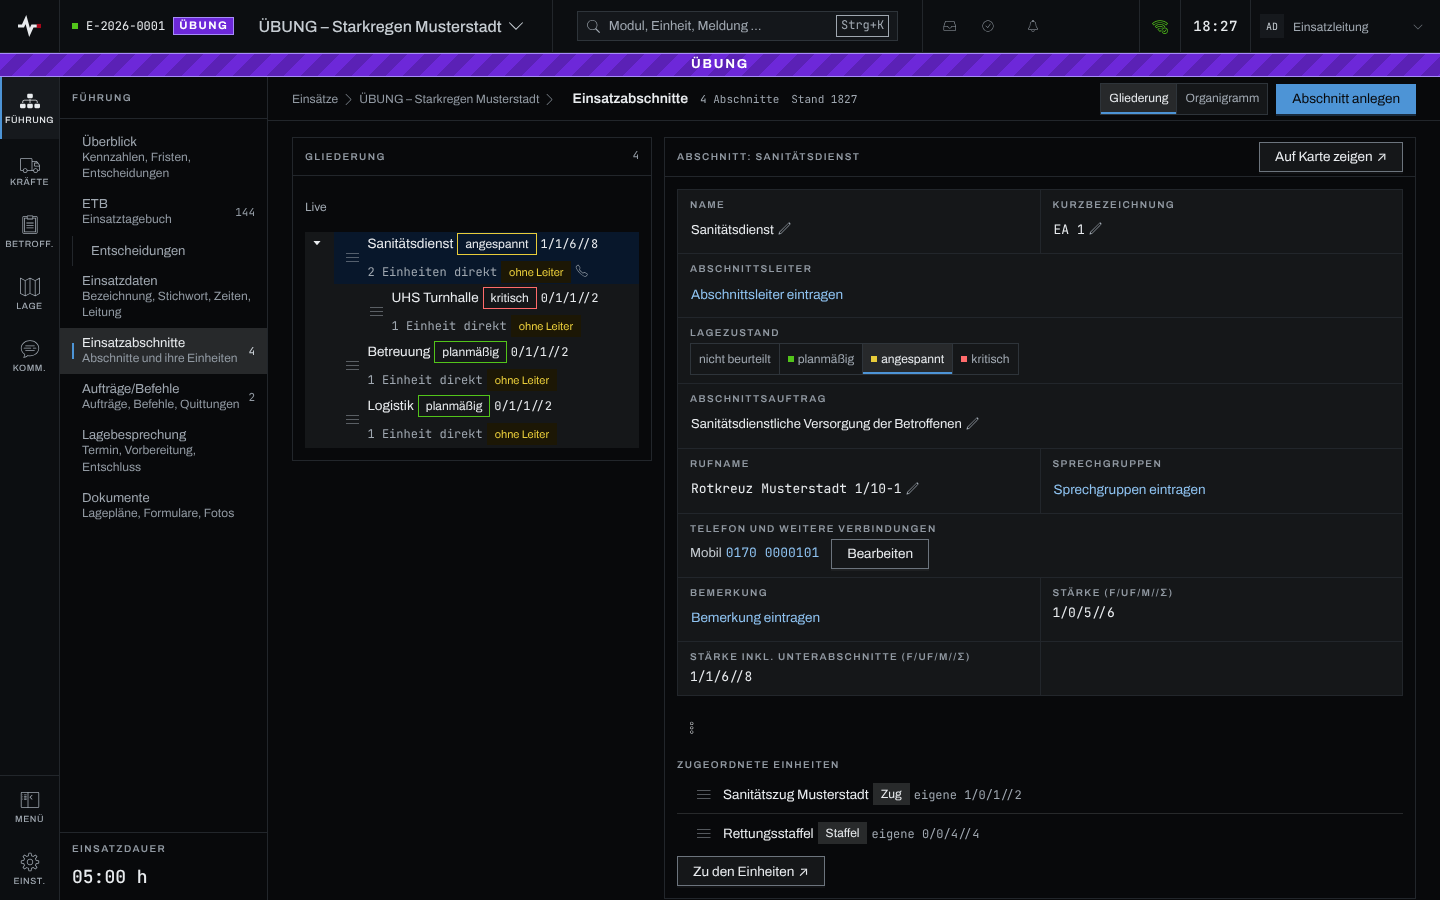 E-2026-0001 ÜBUNG ÜBUNG – Starkregen Musterstadt Modul, Einheit, Meldung ... Strg+K 18:27 AD Einsatzleitung
ÜBUNG
FÜHRUNG
KRÄFTE
BETROFF.
LAGE
KOMM.
MENÜ
EINST.
FÜHRUNG
Überblick
Kennzahlen, Fristen,
Entscheidungen
ETB
Einsatztagebuch 144
Entscheidungen
Einsatzdaten
Bezeichnung, Stichwort, Zeiten,
Leitung
Einsatzabschnitte
Abschnitte und ihre Einheiten 4
Aufträge/Befehle
Aufträge, Befehle, Quittungen 2
Lagebesprechung
Termin, Vorbereitung,
Entschluss
Dokumente
Lagepläne, Formulare, Fotos
EINSATZDAUER
05:00 h
Einsätze ÜBUNG – Starkregen Musterstadt Einsatzabschnitte 4 Abschnitte Stand 1827 Gliederung Organigramm Abschnitt anlegen
GLIEDERUNG 4
Live
Sanitätsdienst angespannt 1/1/6//8
2 Einheiten direkt ohne Leiter
UHS Turnhalle kritisch 0/1/1//2
1 Einheit direkt ohne Leiter
Betreuung planmäßig 0/1/1//2
1 Einheit direkt ohne Leiter
Logistik planmäßig 0/1/1//2
1 Einheit direkt ohne Leiter
ABSCHNITT: SANITÄTSDIENST Auf Karte zeigen ↗
NAME KURZBEZEICHNUNG
Sanitätsdienst EA 1
ABSCHNITTSLEITER
Abschnittsleiter eintragen
LAGEZUSTAND
nicht beurteilt planmäßig angespannt kritisch
ABSCHNITTSAUFTRAG
Sanitätsdienstliche Versorgung der Betroffenen
RUFNAME SPRECHGRUPPEN
Rotkreuz Musterstadt 1/10-1 Sprechgruppen eintragen
TELEFON UND WEITERE VERBINDUNGEN
Mobil 0170 0000101 Bearbeiten
BEMERKUNG STÄRKE (F/UF/M//Σ)
Bemerkung eintragen 1/0/5//6
STÄRKE INKL. UNTERABSCHNITTE (F/UF/M//Σ)
1/1/6//8
ZUGEORDNETE EINHEITEN
Sanitätszug Musterstadt Zug eigene 1/0/1//2
Rettungsstaffel Staffel eigene 0/0/4//4
Zu den Einheiten ↗